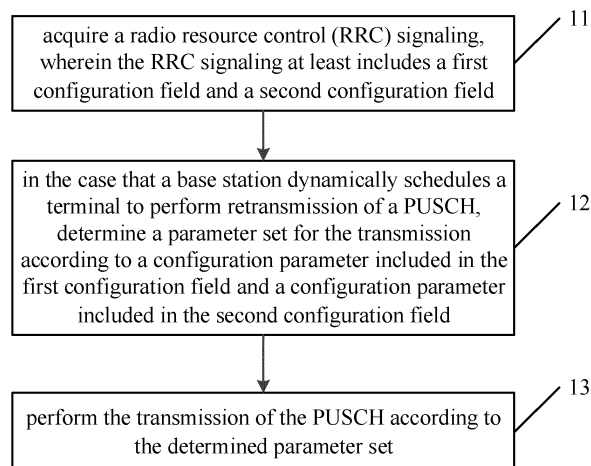 acquire a radio resource control (RRC) signaling,
wherein the RRC signaling at least includes a first
configuration field and a second configuration field
11
in the case that a base station dynamically schedules a
terminal to perform retransmission of a PUSCH,
determine a parameter set for the transmission
according to a configuration parameter included in the
first configuration field and a configuration parameter
included in the second configuration field
12
perform the transmission of the PUSCH according to
the determined parameter set
13